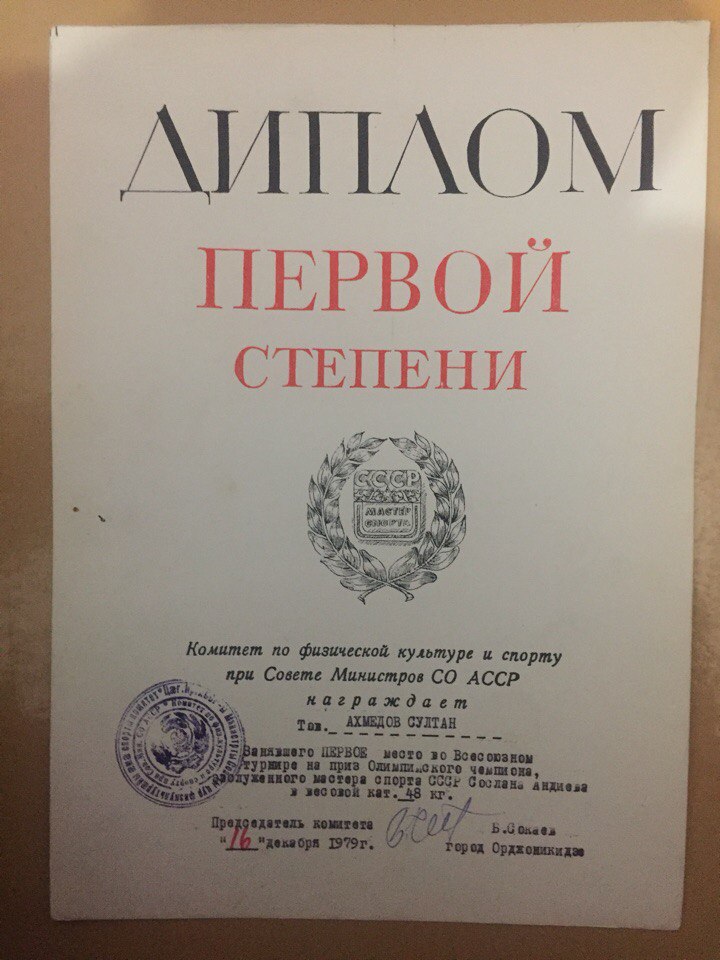 ДИПЛОМ
ПЕРВОЙ
СТЕПЕНИ
СССР
МАСТЕР
СПОРТА
Комитет по физической культуре и спорту
при Совете Министров СО АССР
награждает
Тов. АХМЕДОВ СУЛТАН
Занявшего ПЕРВОЕ место во Всесоюзном
турнире на приз Олимпийского чемпиона,
заслуженного мастера спорта СССР Сослана Андиева
в весовой кат. 48 кг.
Председатель комитета Б.Сокаев
"16" декабря 1979г. город Орджоникидзе